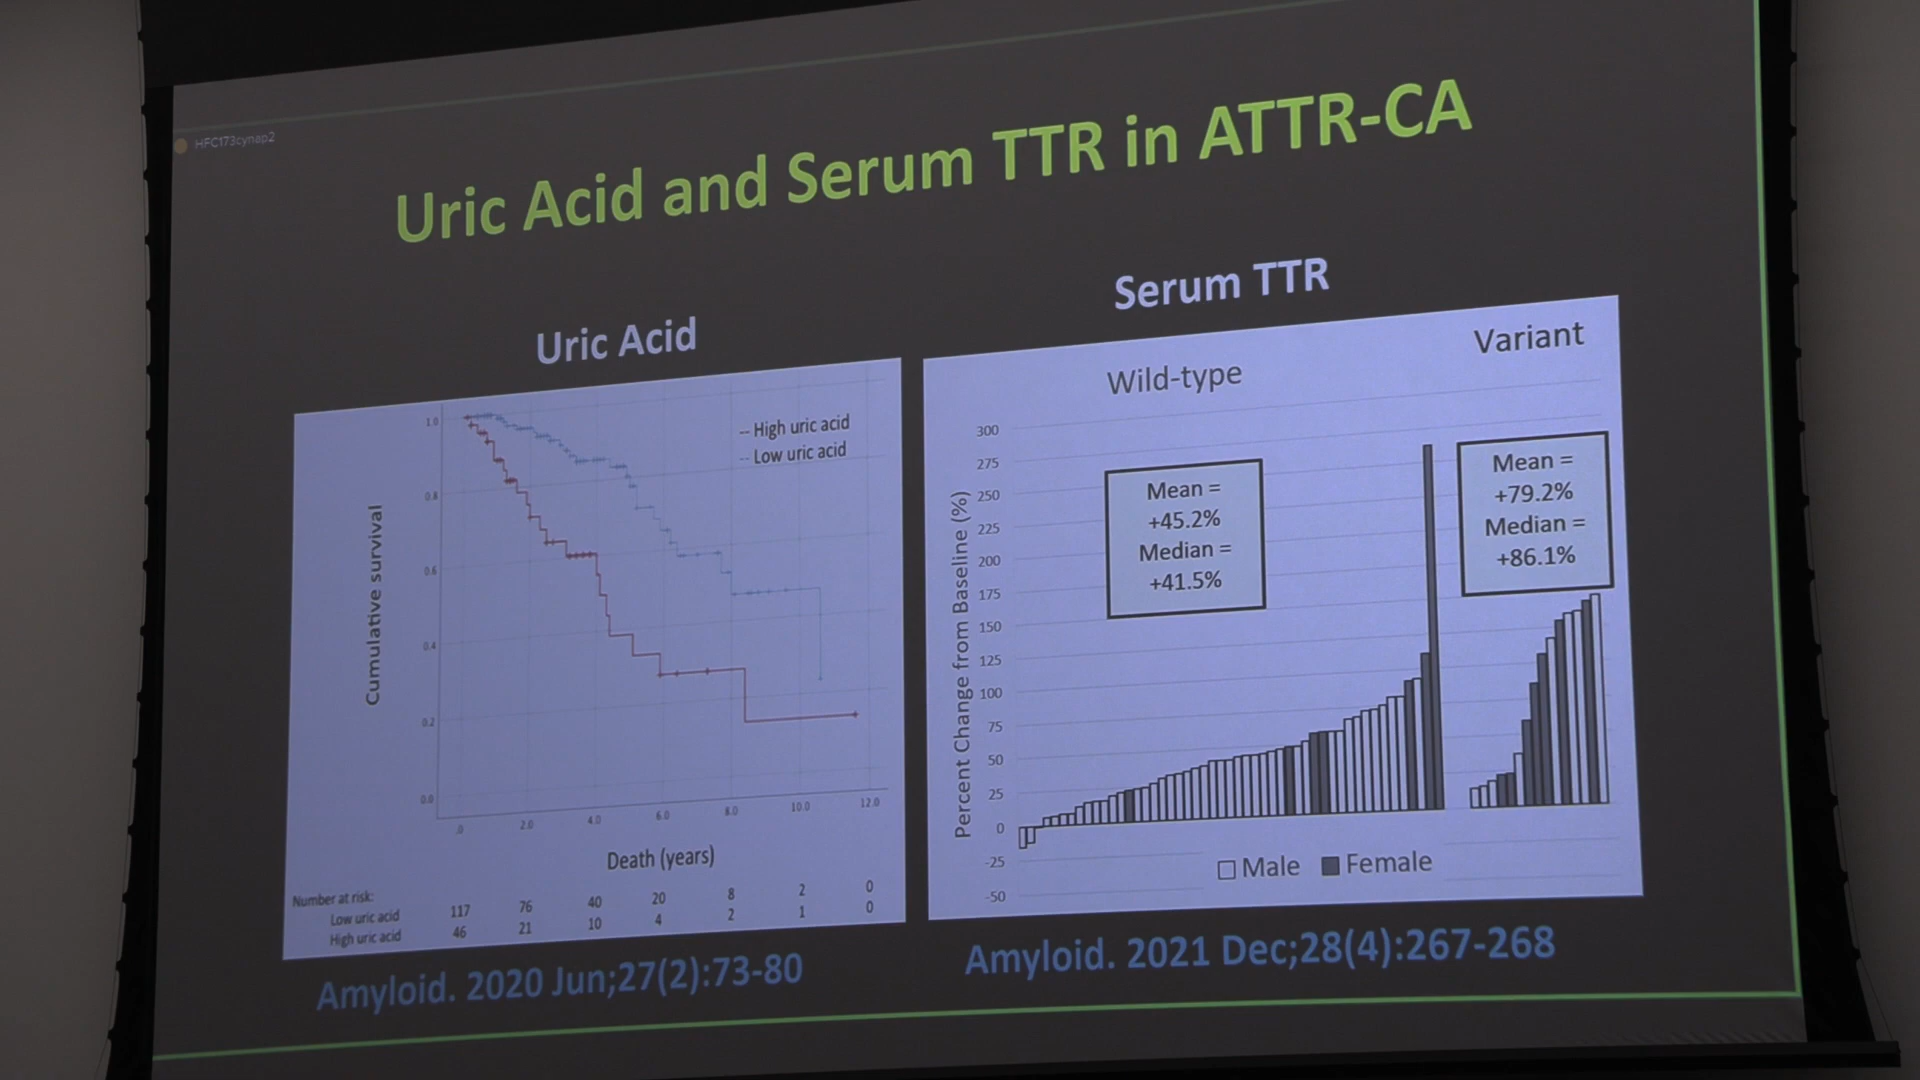 HFC173cynap2
Uric Acid and Serum TTR in ATTR-CA
Uric Acid
1.0
0.8
0.6
0.4
0.2
0.0
Cumulative survival
-- High uric acid
-- Low uric acid
.0 2.0 4.0 6.0 8.0 10.0 12.0
Death (years)
Number at risk:
Low uric acid 117 76 40 20 8 2 0
High uric acid 46 21 10 4 2 1 0
Amyloid. 2020 Jun;27(2):73-80
Serum TTR
Wild-type
Variant
Percent Change from Baseline (%)
300
275
250
225
200
175
150
125
100
75
50
25
0
-25
-50
Mean =
+45.2%
Median =
+41.5%
Mean =
+79.2%
Median =
+86.1%
Male Female
Amyloid. 2021 Dec;28(4):267-268